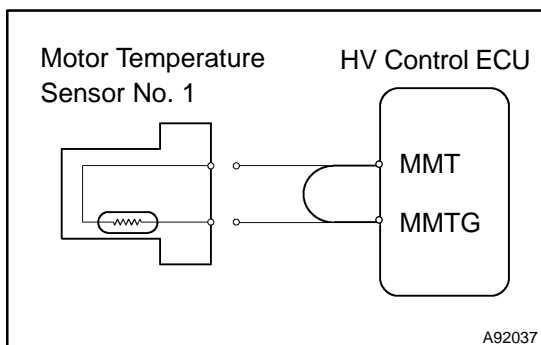 Motor Temperature
Sensor No. 1
HV Control ECU
MMT
MMTG
A92037